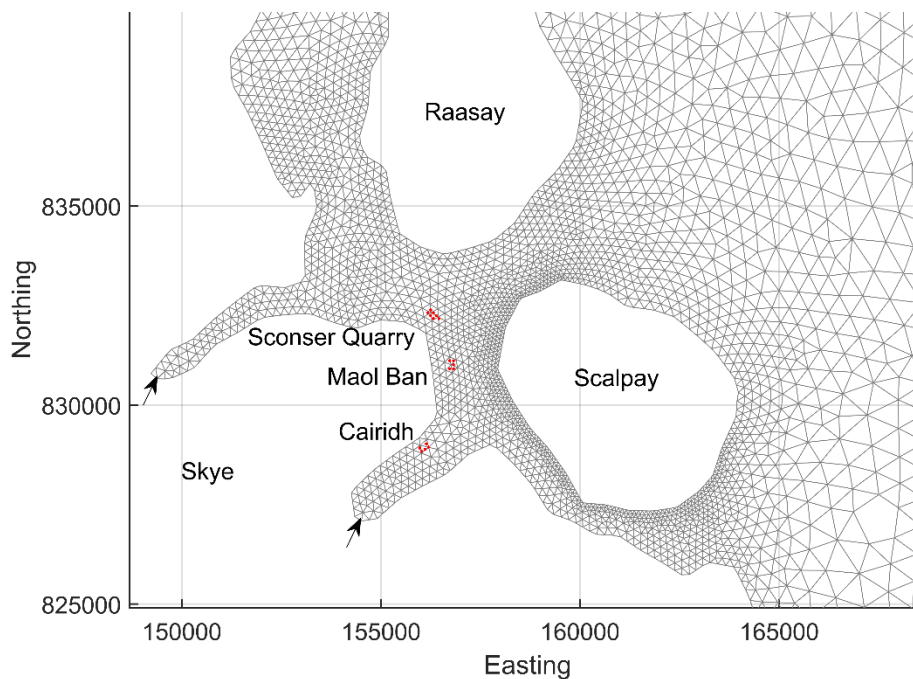 Raasay
835000
Northing
Sconser Quarry
Maol Ban
Scalpay
830000
Cairidh
Skye
825000
150000
155000
160000
165000
Easting